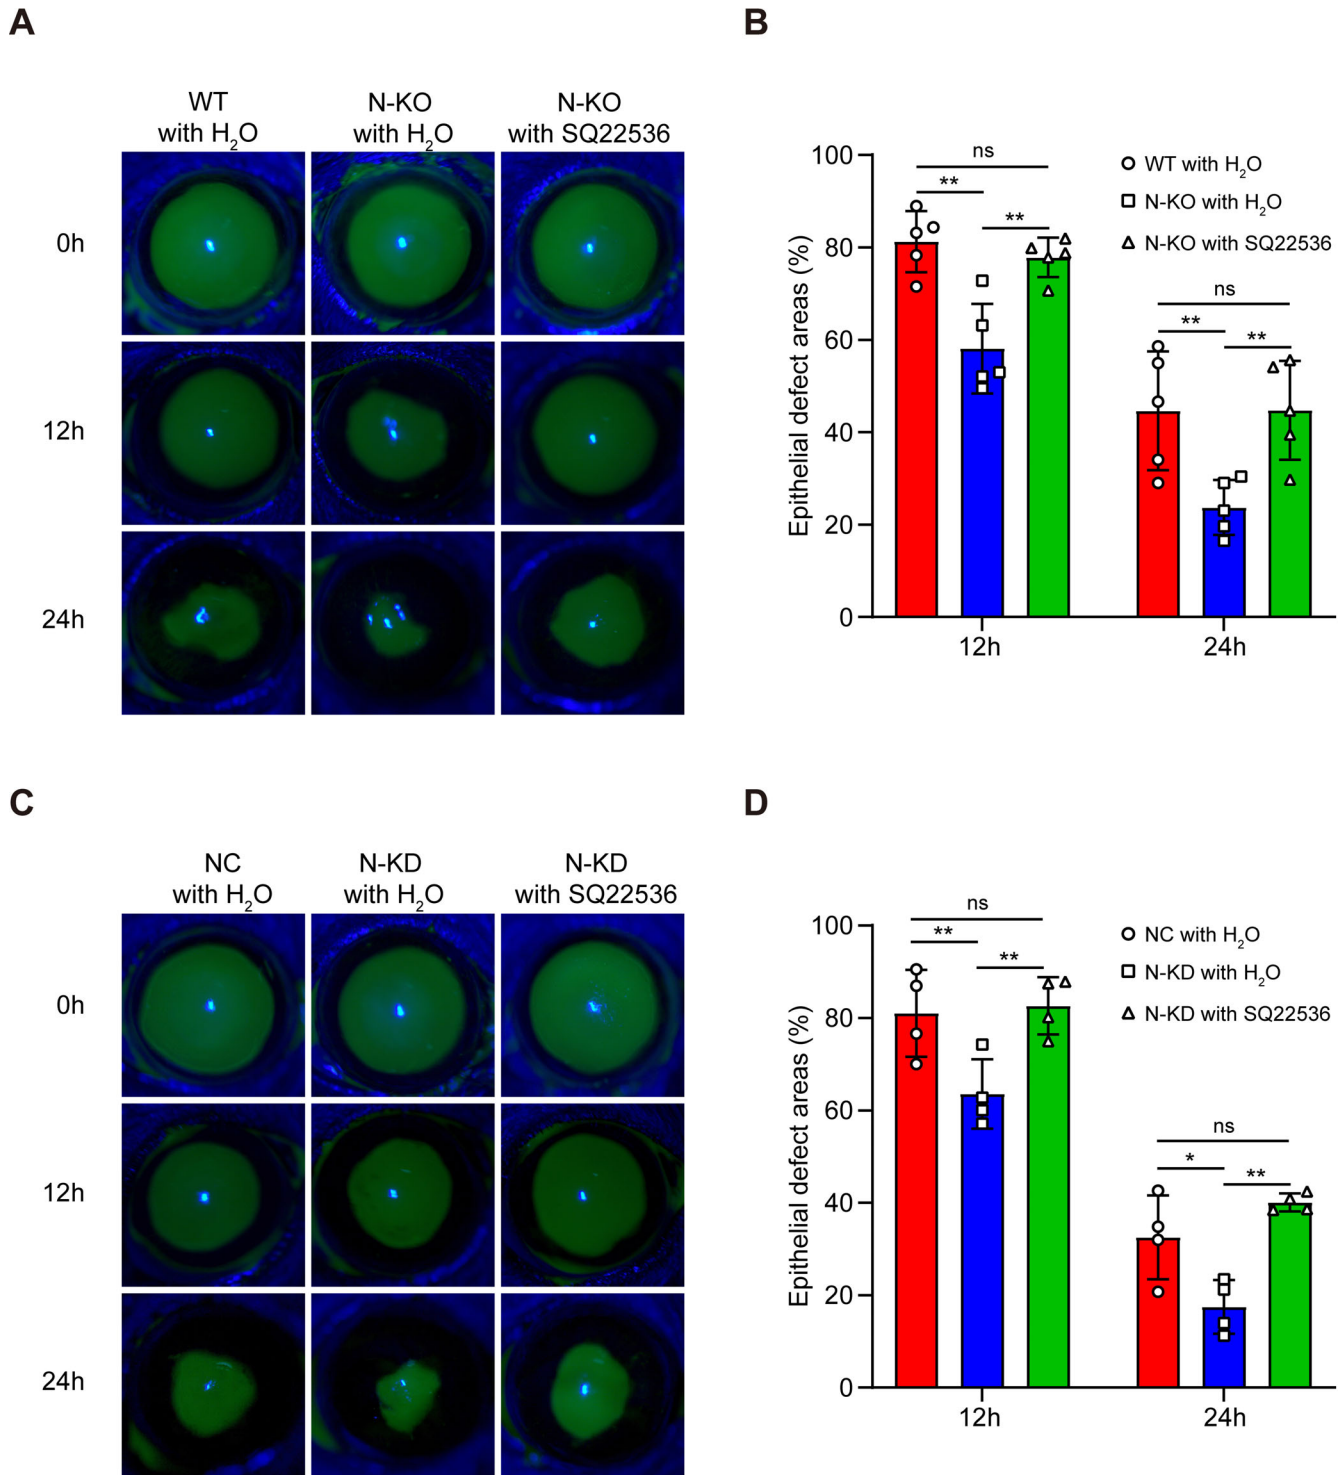 A
WT
with H₂O
N-KO
with H₂O
N-KO
with SQ22536
0h
12h
24h
B
Epithelial defect areas (%)
100
80
60
40
20
0
ns
**
**
ns
**
**
12h
24h
WT with H₂O
N-KO with H₂O
N-KO with SQ22536
C
NC
with H₂O
N-KD
with H₂O
N-KD
with SQ22536
0h
12h
24h
D
Epithelial defect areas (%)
100
80
60
40
20
0
ns
**
**
ns
*
**
12h
24h
NC with H₂O
N-KD with H₂O
N-KD with SQ22536